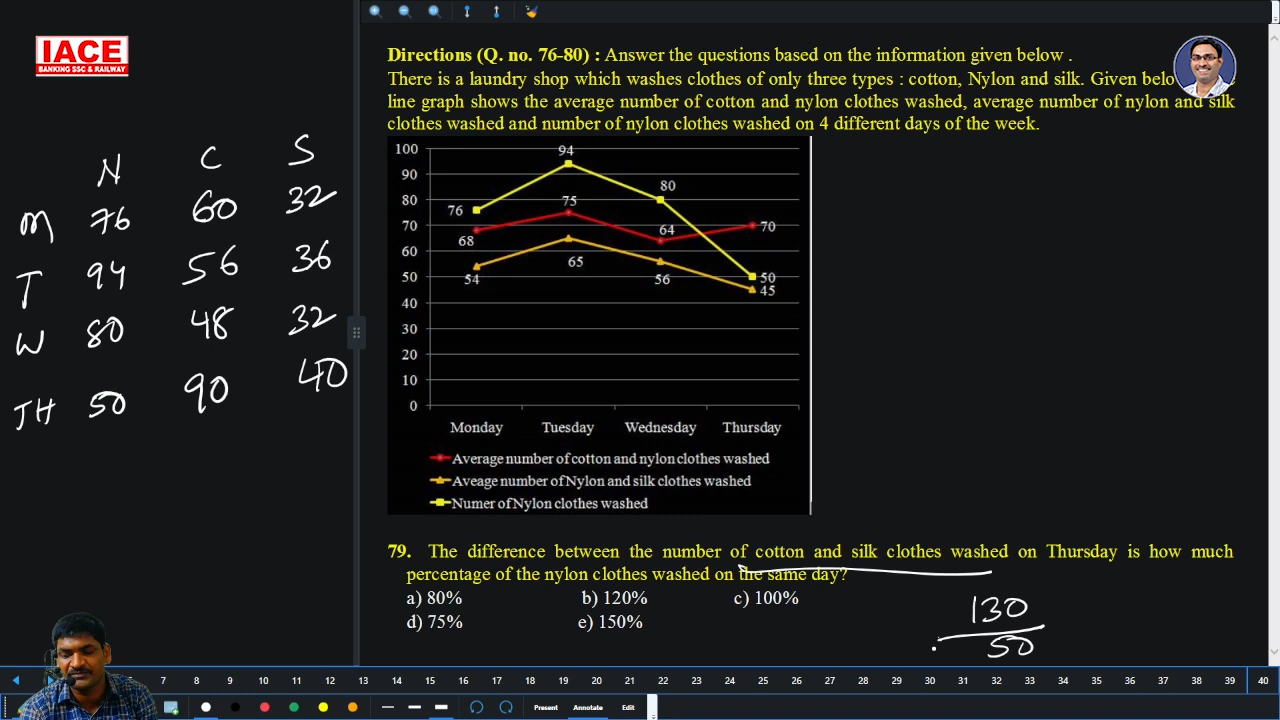 IACE
BANKING SSC & RAILWAY
Directions (Q. no. 76-80) : Answer the questions based on the information given below .
There is a laundry shop which washes clothes of only three types : cotton, Nylon and silk. Given belo
line graph shows the average number of cotton and nylon clothes washed, average number of nylon and silk
clothes washed and number of nylon clothes washed on 4 different days of the week.
N C S
M 76 60 32
T 94 56 36
W 80 48 32
TH 50 90 40
100
90
80
70
60
50
40
30
20
10
0
76 94 80 50
68 75 64 70
54 65 56 45
Monday Tuesday Wednesday Thursday
Average number of cotton and nylon clothes washed
Aveage number of Nylon and silk clothes washed
Numer of Nylon clothes washed
79. The difference between the number of cotton and silk clothes washed on Thursday is how much
percentage of the nylon clothes washed on the same day?
a) 80% b) 120% c) 100%
d) 75% e) 150%
130
50
7 8 9 10 11 12 13 14 15 16 17 18 19 20 21 22 23 24 25 26 27 28 29 30 31 32 33 34 35 36 37 38 39 40
Present Annotate Edit